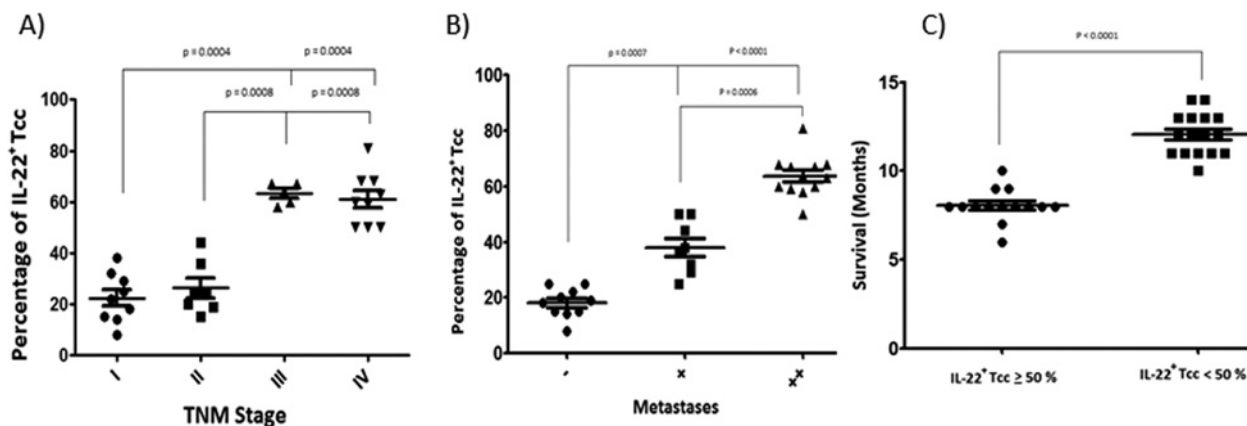 A)
p = 0.0004
p = 0.0004
p = 0.0008
p = 0.0008
Percentage of IL-22⁺ Tcc
100
80
60
40
20
0
I
II
III
IV
TNM Stage
B)
p = 0.0007
P < 0.0001
P = 0.0006
Percentage of IL-22⁺ Tcc
100
80
60
40
20
0
-
+
++
Metastases
C)
P < 0.0001
Survival (Months)
15
10
5
0
IL-22⁺ Tcc ≥ 50 %
IL-22⁺ Tcc < 50 %